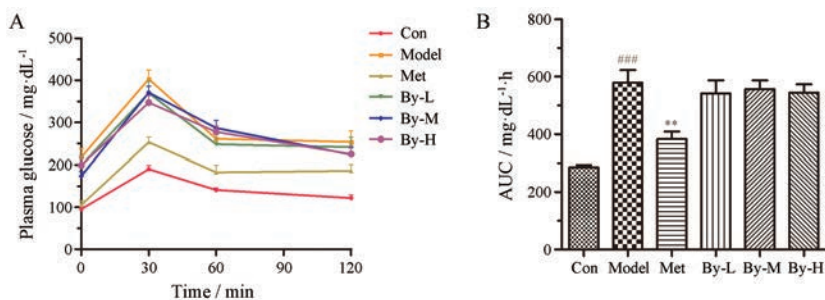 A
Plasma glucose / mg·dL⁻¹
500
400
300
200
100
0
0 30 60 90 120
Time / min
Con
Model
Met
By-L
By-M
By-H
B
AUC / mg·dL⁻¹·h
800
600
400
200
0
###
**
Con Model Met By-L By-M By-H